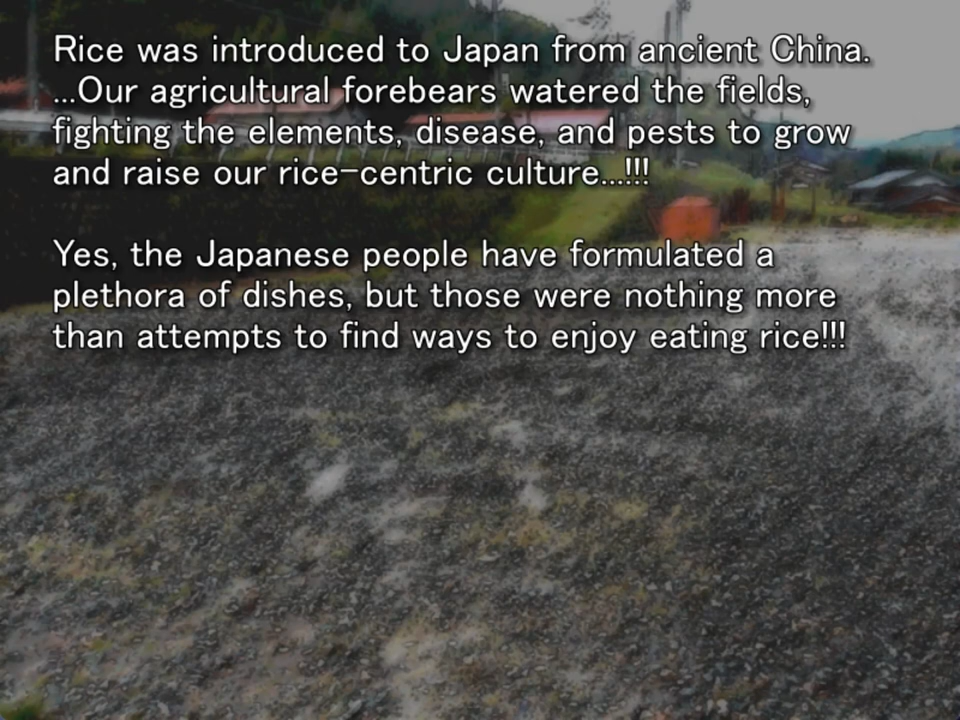 Rice was introduced to Japan from ancient China.
...Our agricultural forebears watered the fields,
fighting the elements, disease, and pests to grow
and raise our rice-centric culture...!!!
Yes, the Japanese people have formulated a
plethora of dishes, but those were nothing more
than attempts to find ways to enjoy eating rice!!!